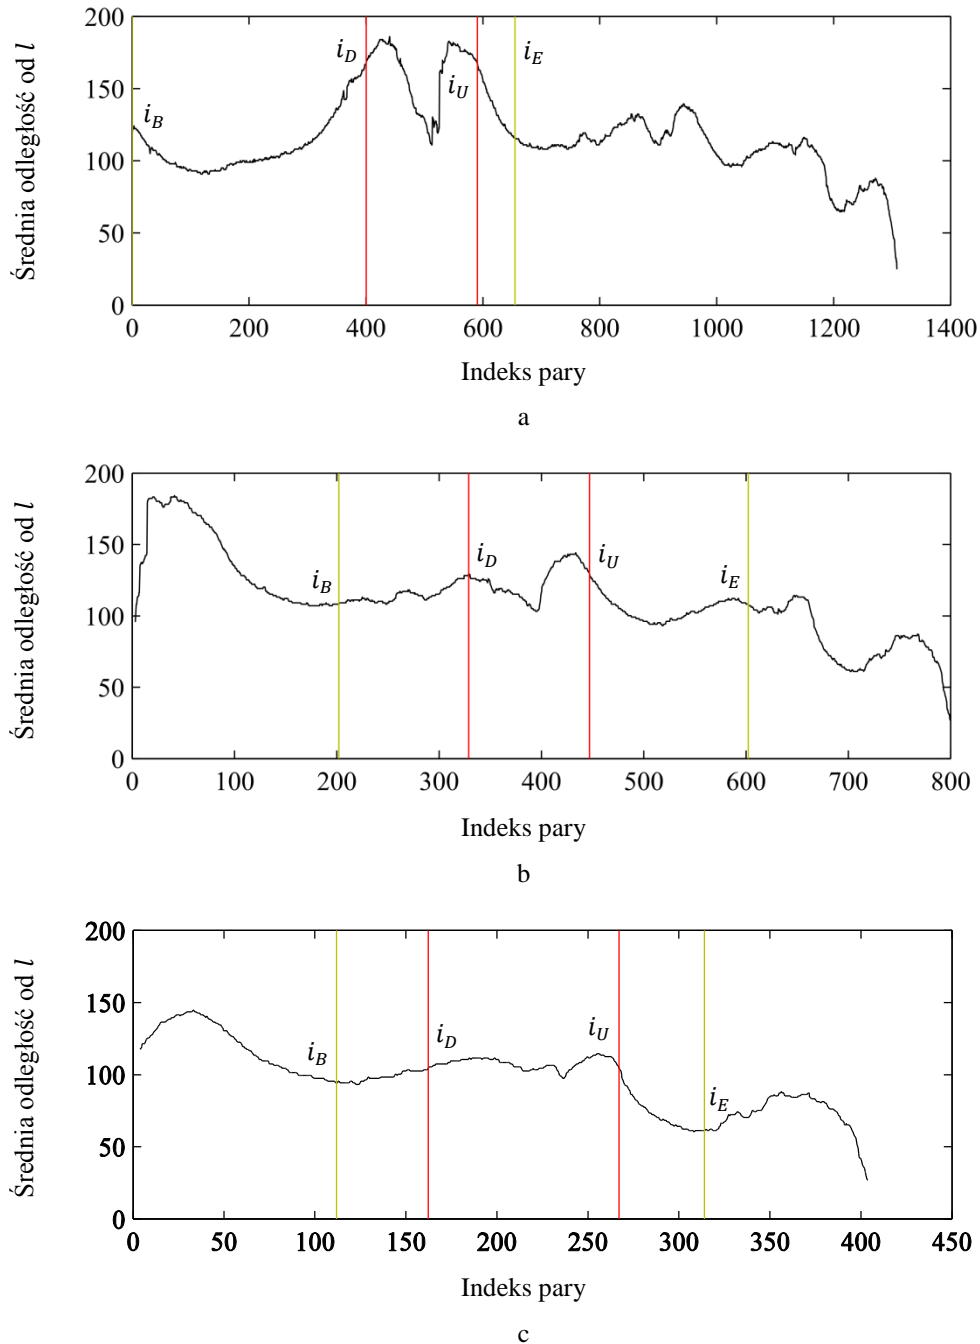 200
150
100
50
0
Średnia odległość od l
i_B
i_D
i_U
i_E
0 200 400 600 800 1000 1200 1400
Indeks pary
a
200
150
100
50
0
Średnia odległość od l
i_B
i_D
i_U
i_E
0 100 200 300 400 500 600 700 800
Indeks pary
b
200
150
100
50
0
Średnia odległość od l
i_B
i_D
i_U
i_E
0 50 100 150 200 250 300 350 400 450
Indeks pary
c